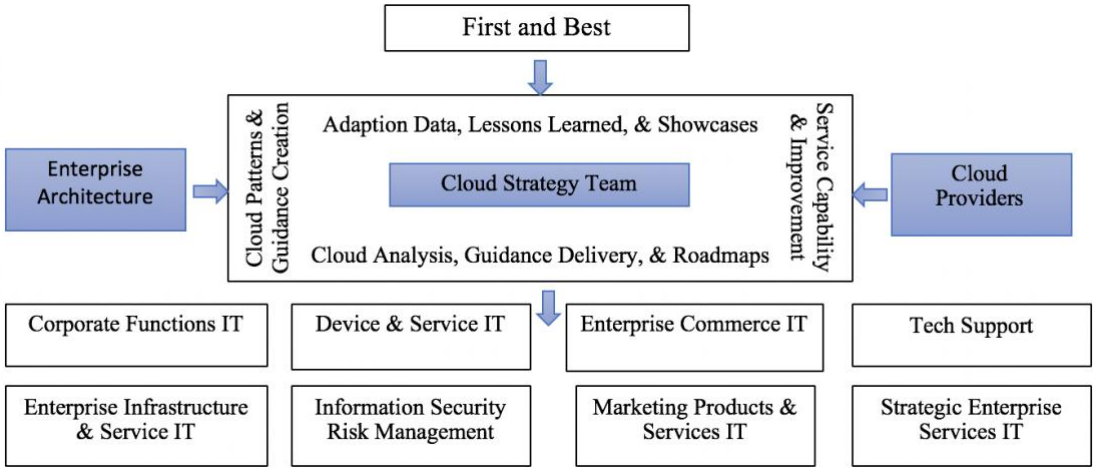 First and Best
Cloud Patterns &
Guidance Creation
Adaption Data, Lessons Learned, & Showcases
Service Capability
& Improvement
Enterprise
Architecture
Cloud Strategy Team
Cloud
Providers
Cloud Analysis, Guidance Delivery, & Roadmaps
Corporate Functions IT
Device & Service IT
Enterprise Commerce IT
Tech Support
Enterprise Infrastructure
& Service IT
Information Security
Risk Management
Marketing Products &
Services IT
Strategic Enterprise
Services IT